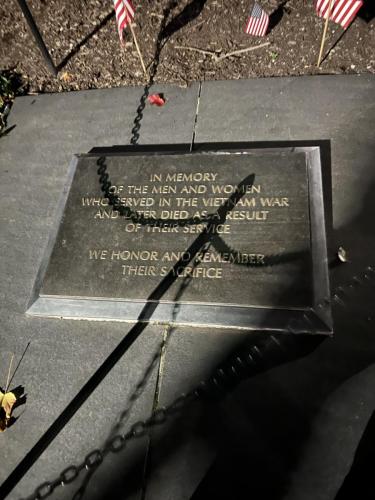 IN MEMORY
OF THE MEN AND WOMEN
WHO SERVED IN THE VIETNAM WAR
AND LATER DIED AS A RESULT
OF THEIR SERVICE
WE HONOR AND REMEMBER
THEIR SACRIFICE